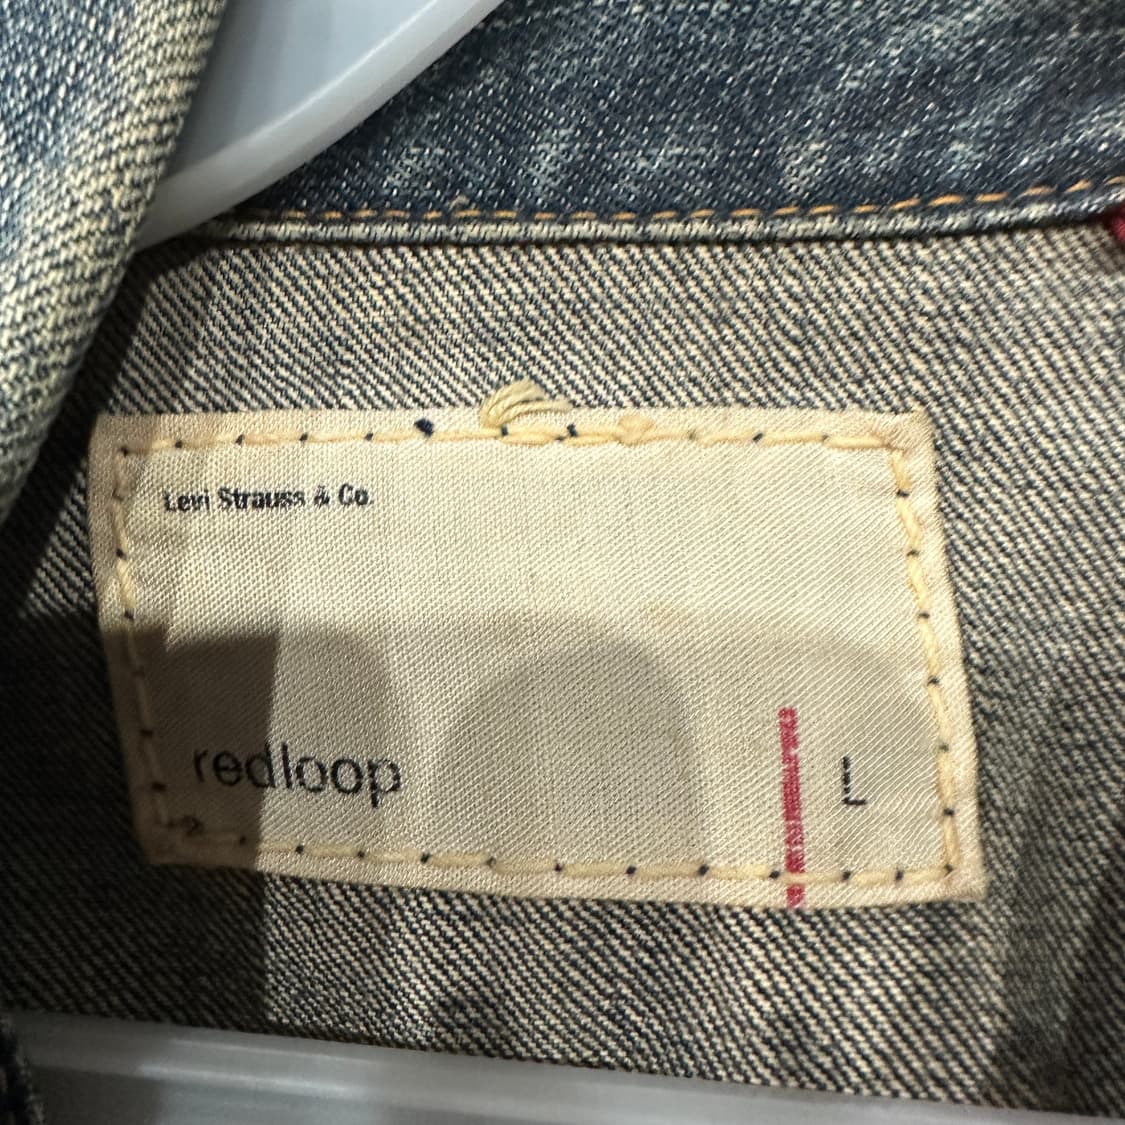 Levi Strauss & Co
redloop
L